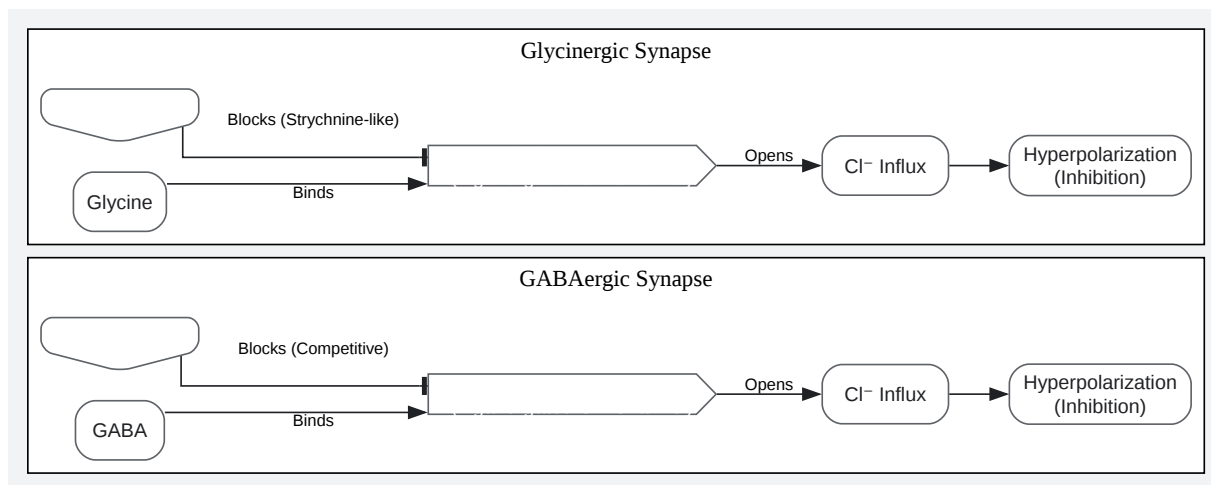 Glycinergic Synapse
Blocks (Strychnine-like)
Opens
Cl⁻ Influx
Hyperpolarization
(Inhibition)
Binds
Glycine
GABAergic Synapse
Blocks (Competitive)
Opens
Cl⁻ Influx
Hyperpolarization
(Inhibition)
Binds
GABA